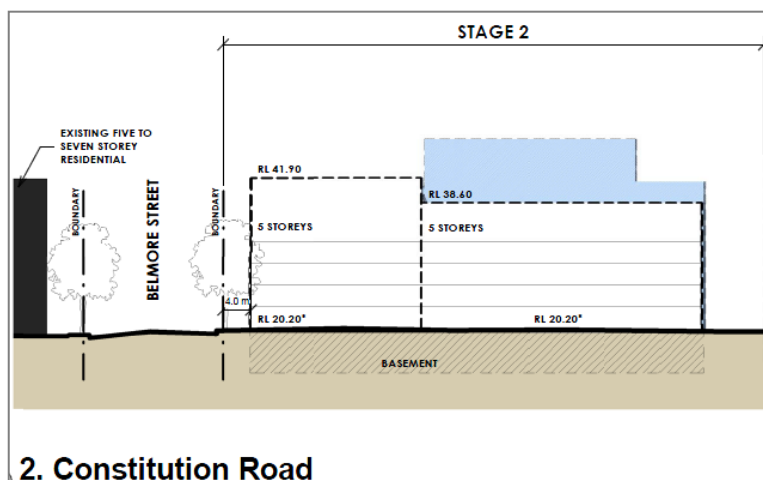 STAGE 2
EXISTING FIVE TO
SEVEN STOREY
RESIDENTIAL
BOUNDARY
BELMORE STREET
BOUNDARY
RL 41.90
RL 38.60
5 STOREYS
5 STOREYS
4.0 m
RL 20.20*
RL 20.20*
BASEMENT
2. Constitution Road